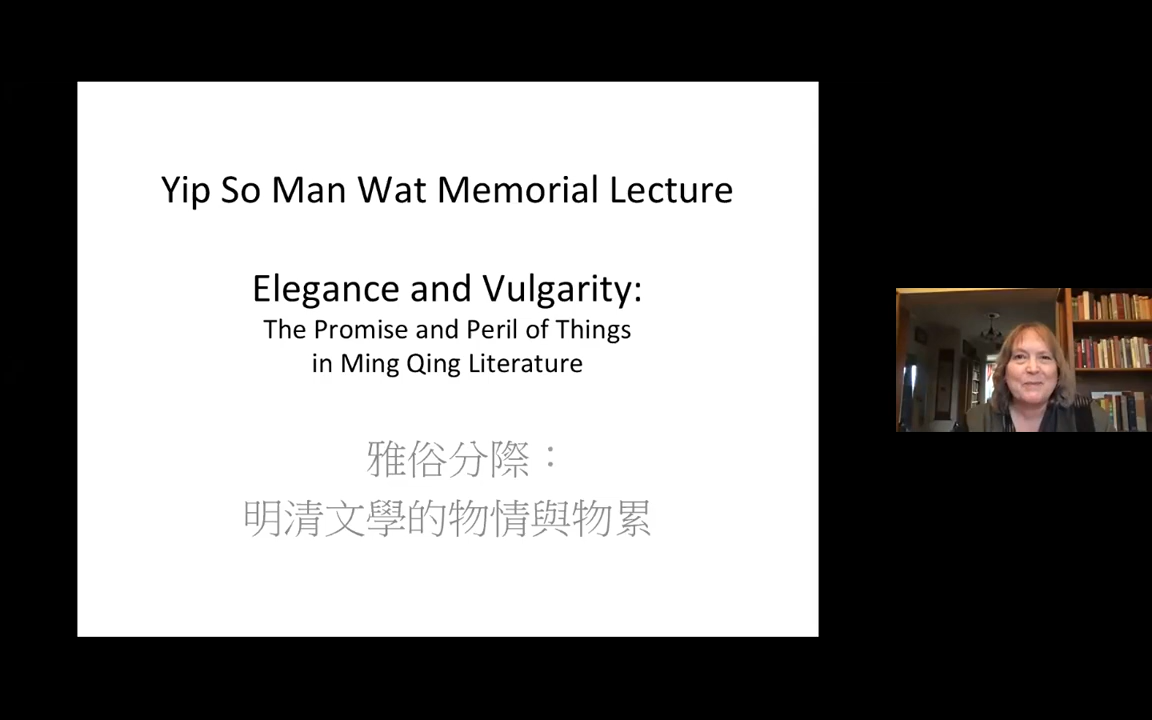 Yip So Man Wat Memorial Lecture
Elegance and Vulgarity:
The Promise and Peril of Things
in Ming Qing Literature
雅俗分際：
明清文學的物情與物累